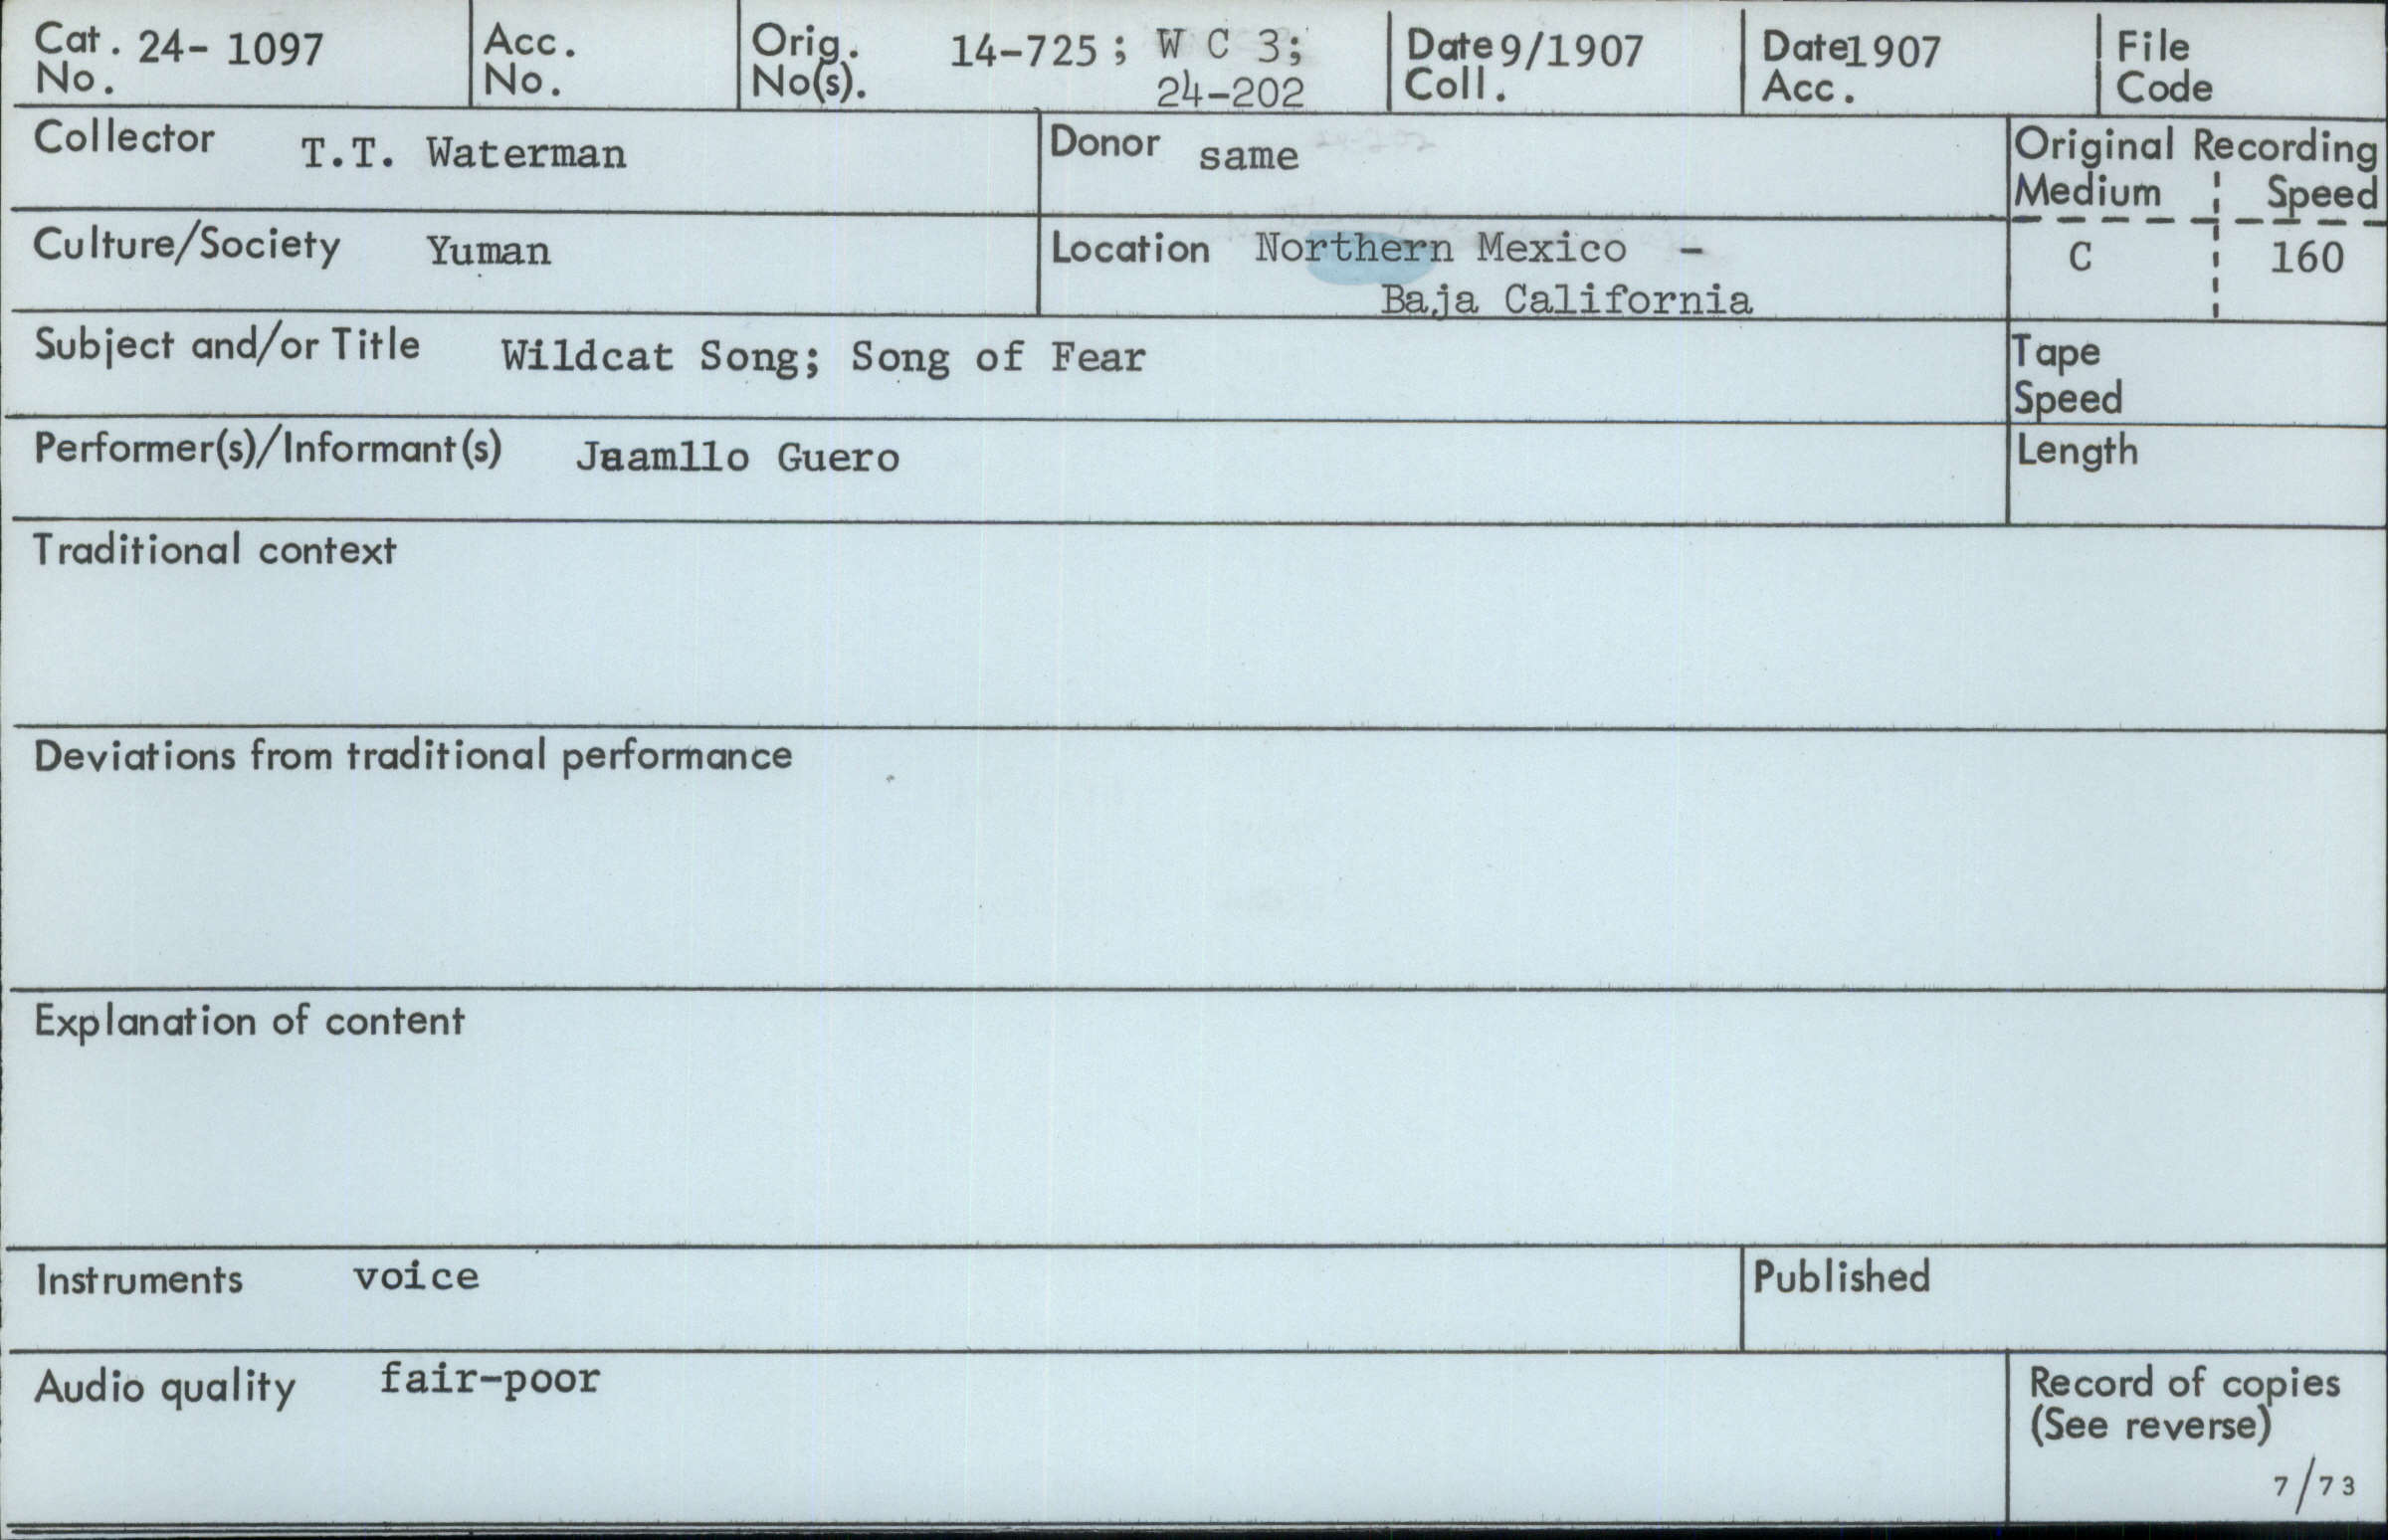 Cat. No. 24- 1097
Acc. No.
Orig. No(s). 14-725; W C 3; 24-202
Date Coll. 9/1907
Date Acc. 1907
File Code
Collector T.T. Waterman
Donor same
Original Recording
Medium Speed
Culture/Society Yuman
Location Northern Mexico - Baja California
C 160
Subject and/or Title Wildcat Song; Song of Fear
Tape Speed
Performer(s)/Informant(s) Jaamllo Guero
Length
Traditional context
Deviations from traditional performance
Explanation of content
Instruments voice
Published
Audio quality fair-poor
Record of copies
(See reverse)
7/73